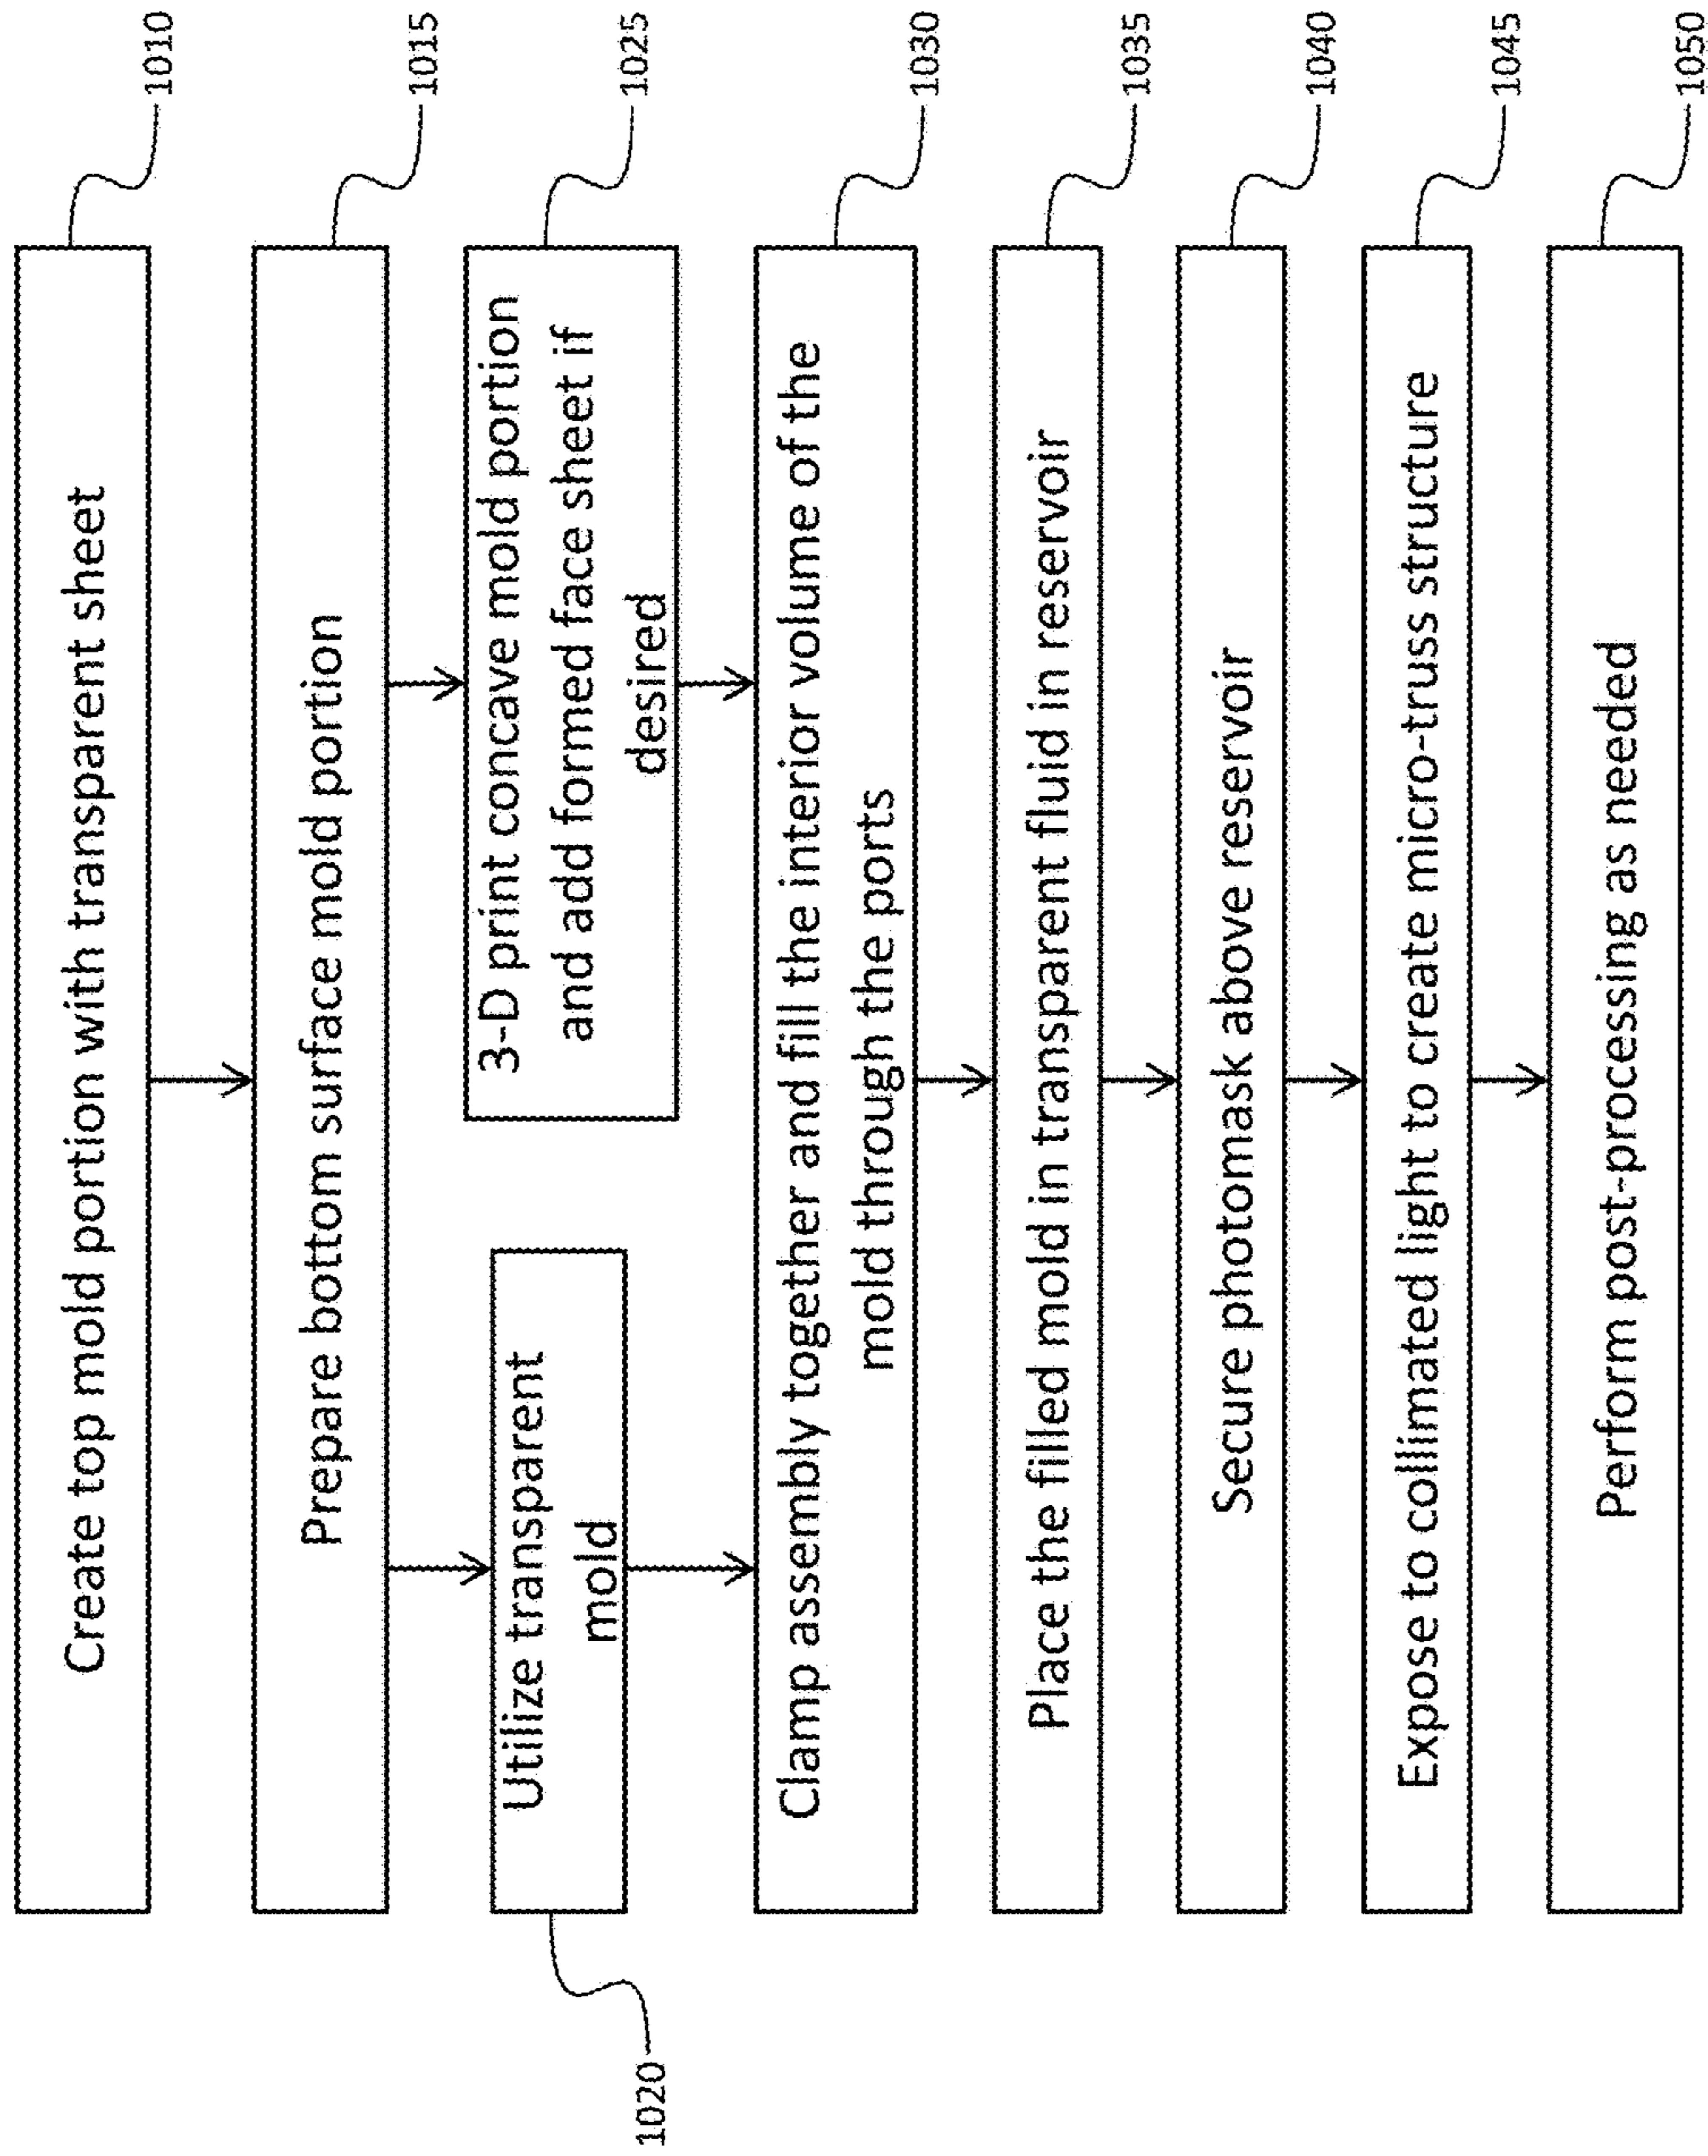 Create top mold portion with transparent sheet
1010
Prepare bottom surface mold portion
1015
Utilize transparent
mold
1020
3-D print concave mold portion
and add formed face sheet if
desired
1025
Clamp assembly together and fill the interior volume of the
mold through the ports
1030
Place the filled mold in transparent fluid in reservoir
1035
Secure photomask above reservoir
1040
Expose to collimated light to create micro-truss structure
1045
Perform post-processing as needed
1050